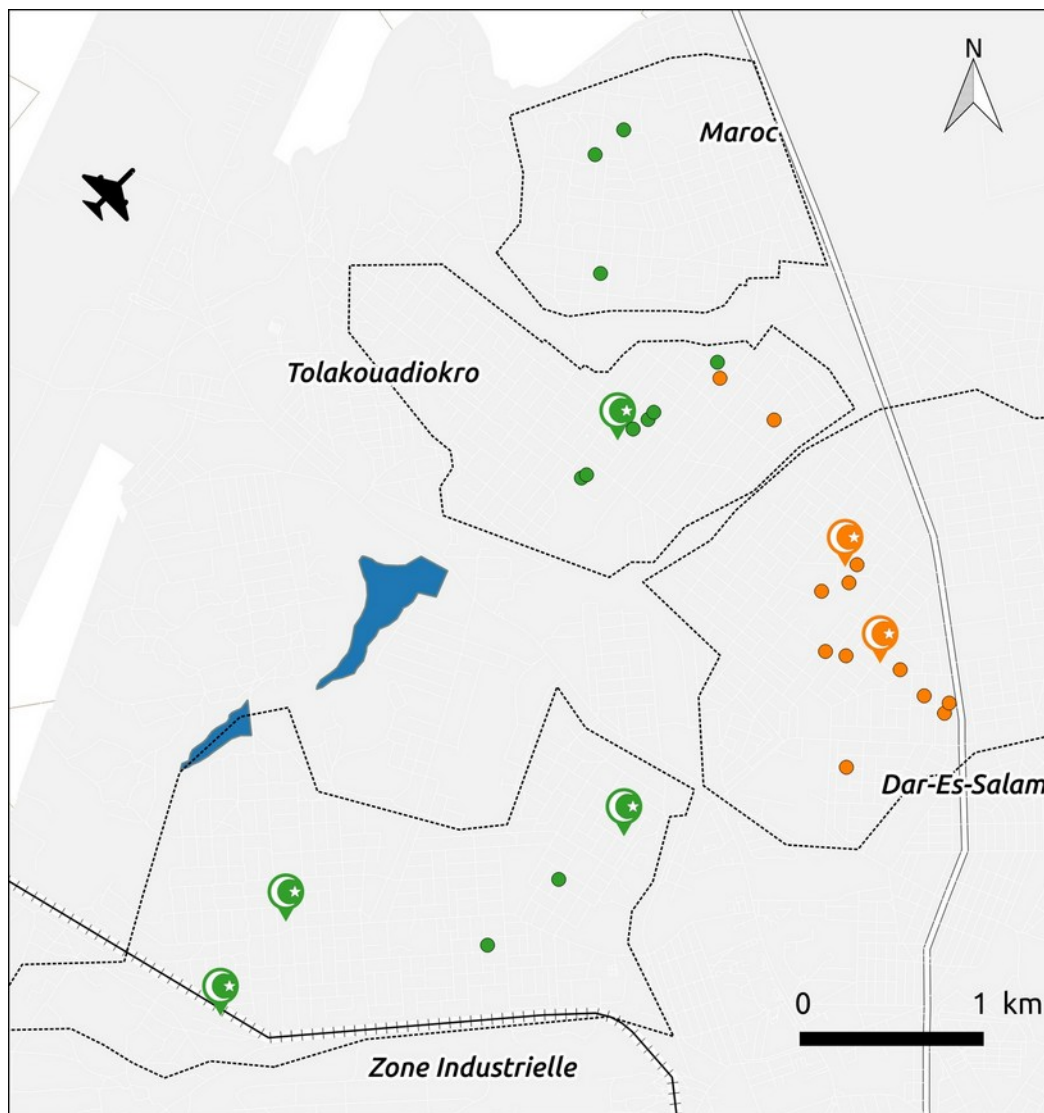 N
Maroc
Tolakouadiokro
Dar-Es-Salam
0 1 km
Zone Industrielle